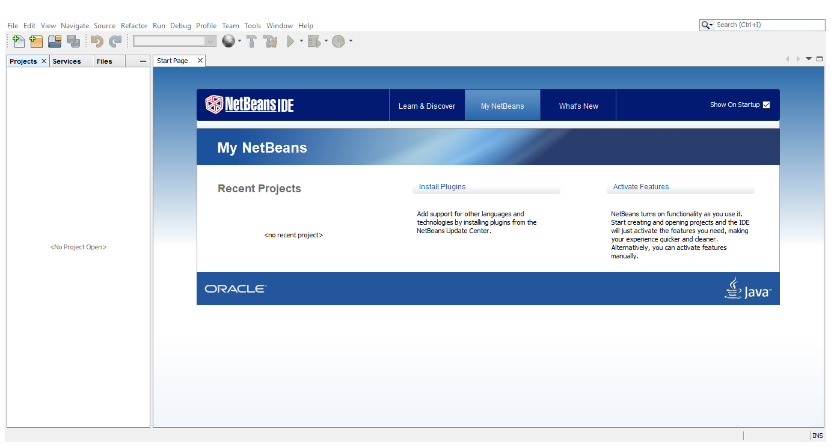 File Edit View Navigate Source Refactor Run Debug Profile Team Tools Window Help
Search (Ctrl+I)
Projects Services Files
Start Page
NetBeans IDE
Learn & Discover
My NetBeans
What's New
Show On Startup
My NetBeans
Recent Projects
<no recent project>
Install Plugins
Add support for other languages and
technologies by installing plugins from the
NetBeans Update Center.
Activate Features
NetBeans turns on functionality as you use it.
Start creating and opening projects and the IDE
will just activate the features you need, making
your experience quicker and cleaner.
Alternatively, you can activate features
manually.
<No Project Open>
ORACLE
Java
INS